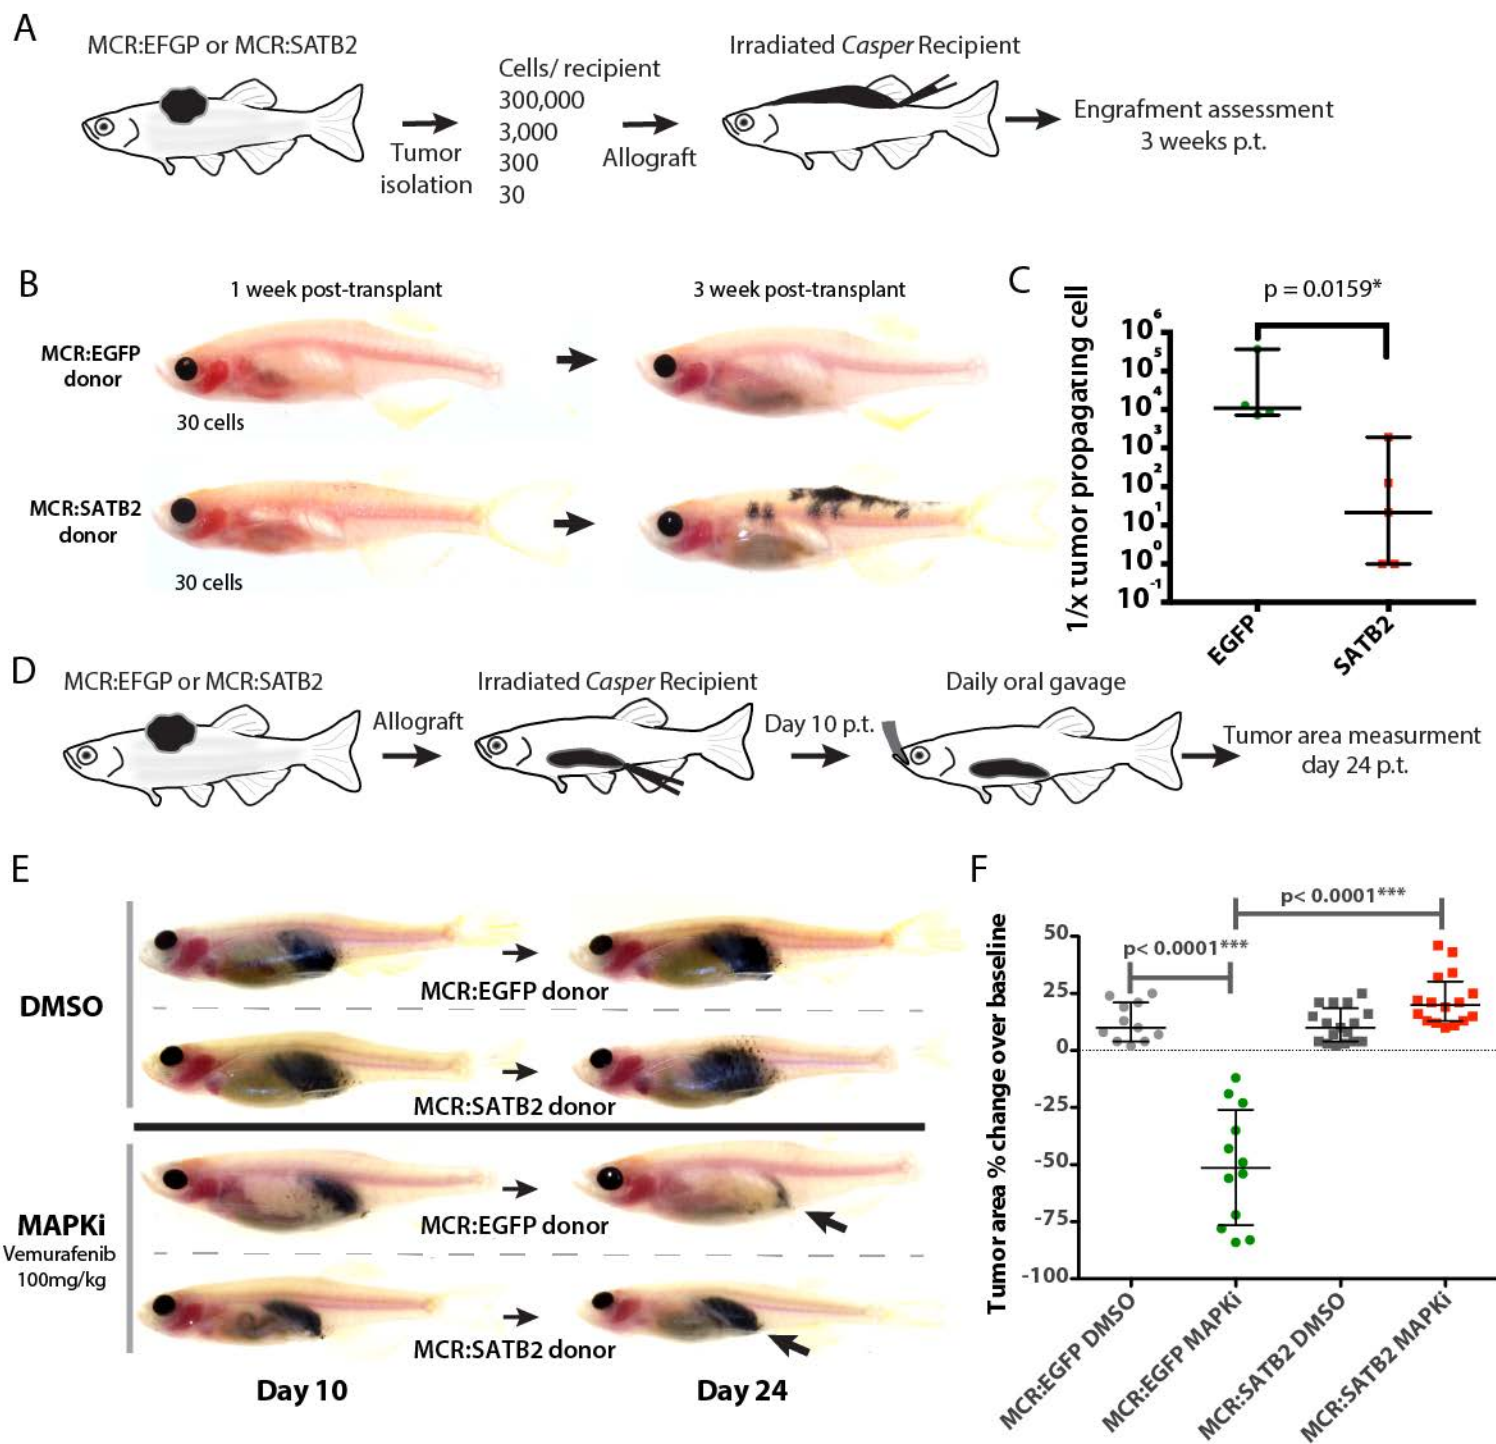 A
MCR:EFGP or MCR:SATB2
Tumor
isolation
Cells/ recipient
300,000
3,000
300
30
Allograft
Irradiated Casper Recipient
Engrafment assessment
3 weeks p.t.
B
1 week post-transplant
3 week post-transplant
MCR:EGFP
donor
30 cells
MCR:SATB2
donor
30 cells
C
p = 0.0159*
1/x tumor propagating cell
10⁶
10⁵
10⁴
10³
10²
10¹
10⁰
10⁻¹
EGFP
SATB2
D
MCR:EFGP or MCR:SATB2
Allograft
Irradiated Casper Recipient
Day 10 p.t.
Daily oral gavage
Tumor area measurment
day 24 p.t.
E
DMSO
MCR:EGFP donor
MCR:SATB2 donor
MAPKi
Vemurafenib
100mg/kg
MCR:EGFP donor
MCR:SATB2 donor
Day 10
Day 24
F
p< 0.0001***
p< 0.0001***
Tumor area % change over baseline
50
25
0
-25
-50
-75
-100
MCR:EGFP DMSO
MCR:EGFP MAPKi
MCR:SATB2 DMSO
MCR:SATB2 MAPKi